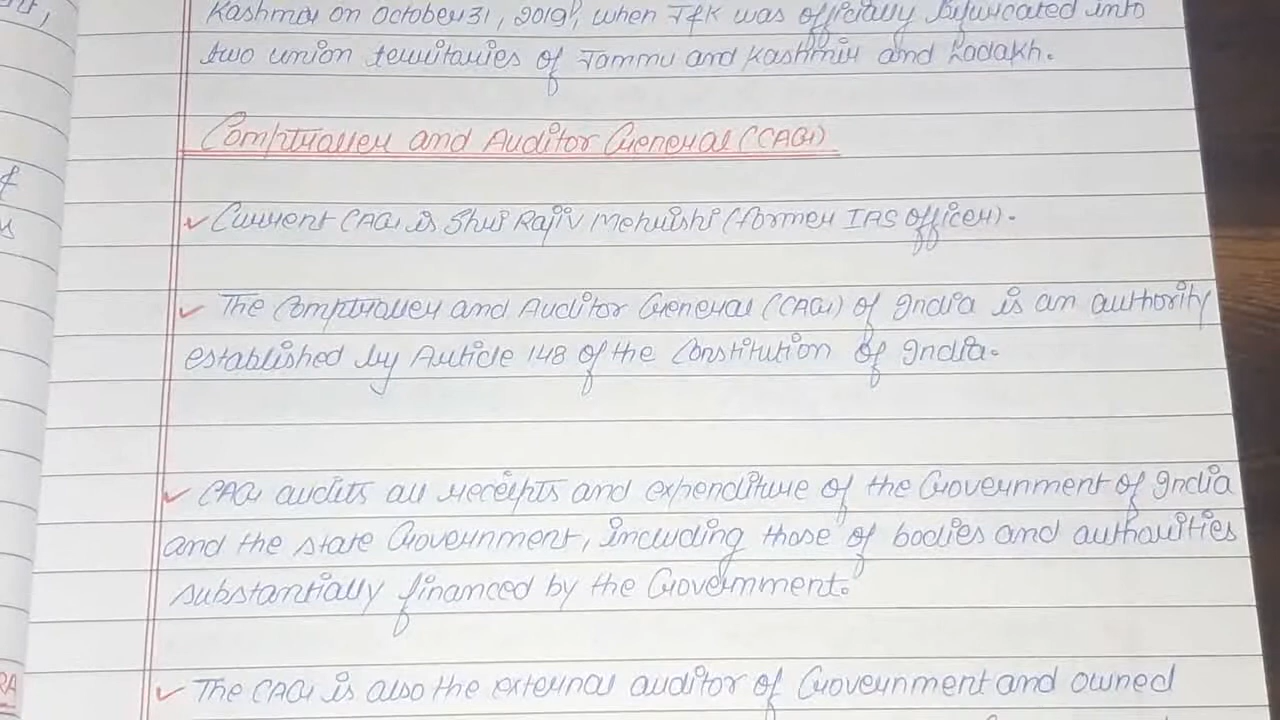 Kashmir on October 31, 2019, when J&K was officially bifurcated into
two union territaries of Jammu and Kashmir and Ladakh.
Comptroller and Auditor General (CAG)
Current CAG is Shri Rajiv Mehrishi (former IAS officer).
The Comptroller and Auditor General (CAG) of India is an authority
established by Article 148 of the Constitution of India.
CAG audits all receipts and expenditure of the Government of India
and the state Government, including those of bodies and authorities
substantially financed by the Government.
The CAG is also the external auditor of Government and owned
RA